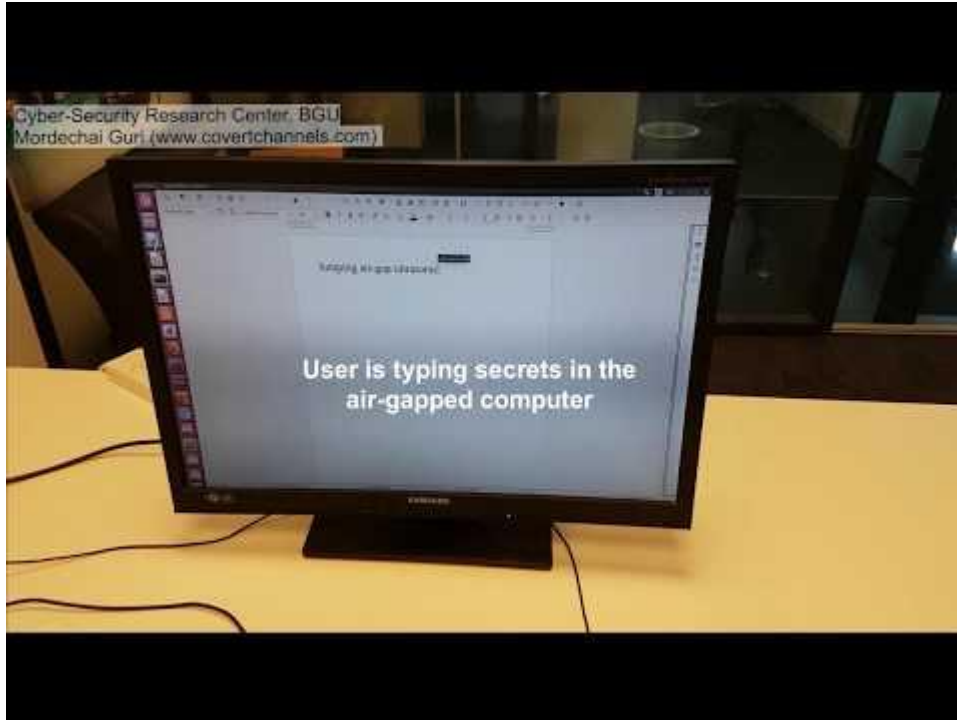 Cyber-Security Research Center, BGU
Mordechai Guri (www.covertchannels.com)
User is typing secrets in the
air-gapped computer
SAMSUNG